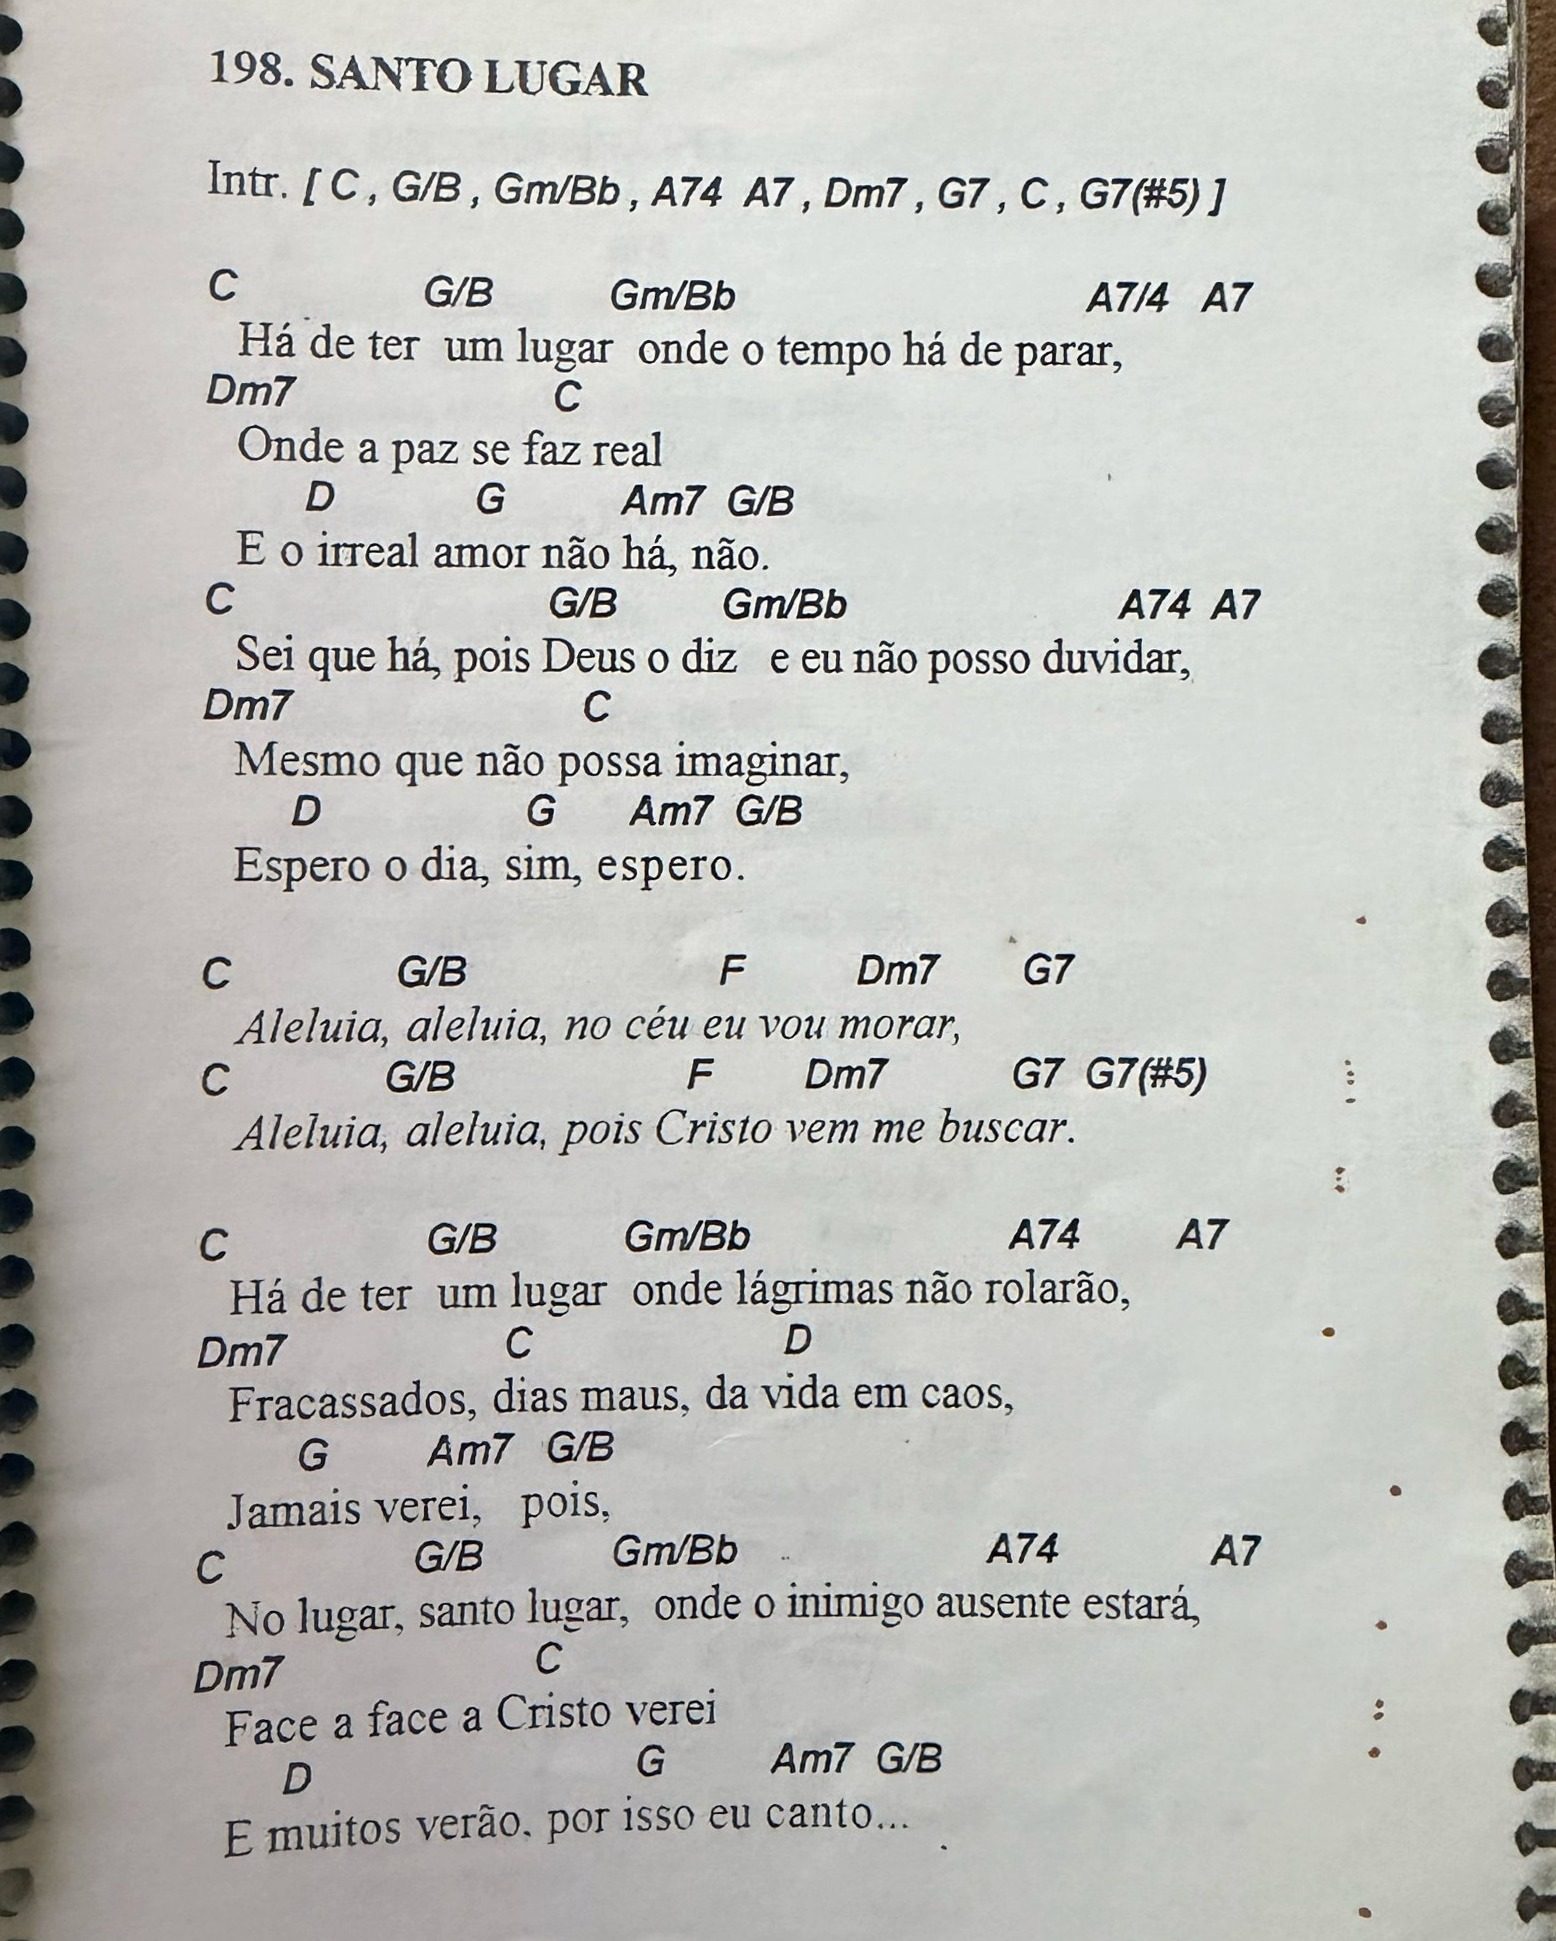 198. SANTO LUGAR
Intr. [ C , G/B , Gm/Bb , A74 A7 , Dm7 , G7 , C , G7(#5) ]
C G/B Gm/Bb A7/4 A7
Há de ter um lugar onde o tempo há de parar,
Dm7 C
Onde a paz se faz real
D G Am7 G/B
E o irreal amor não há, não.
C G/B Gm/Bb A74 A7
Sei que há, pois Deus o diz e eu não posso duvidar,
Dm7 C
Mesmo que não possa imaginar,
D G Am7 G/B
Espero o dia, sim, espero.
C G/B F Dm7 G7
Aleluia, aleluia, no céu eu vou morar,
C G/B F Dm7 G7 G7(#5)
Aleluia, aleluia, pois Cristo vem me buscar.
C G/B Gm/Bb A74 A7
Há de ter um lugar onde lágrimas não rolarão,
Dm7 C D
Fracassados, dias maus, da vida em caos,
G Am7 G/B
Jamais verei, pois,
C G/B Gm/Bb A74 A7
No lugar, santo lugar, onde o inimigo ausente estará,
Dm7 C
Face a face a Cristo verei
D G Am7 G/B
E muitos verão, por isso eu canto...